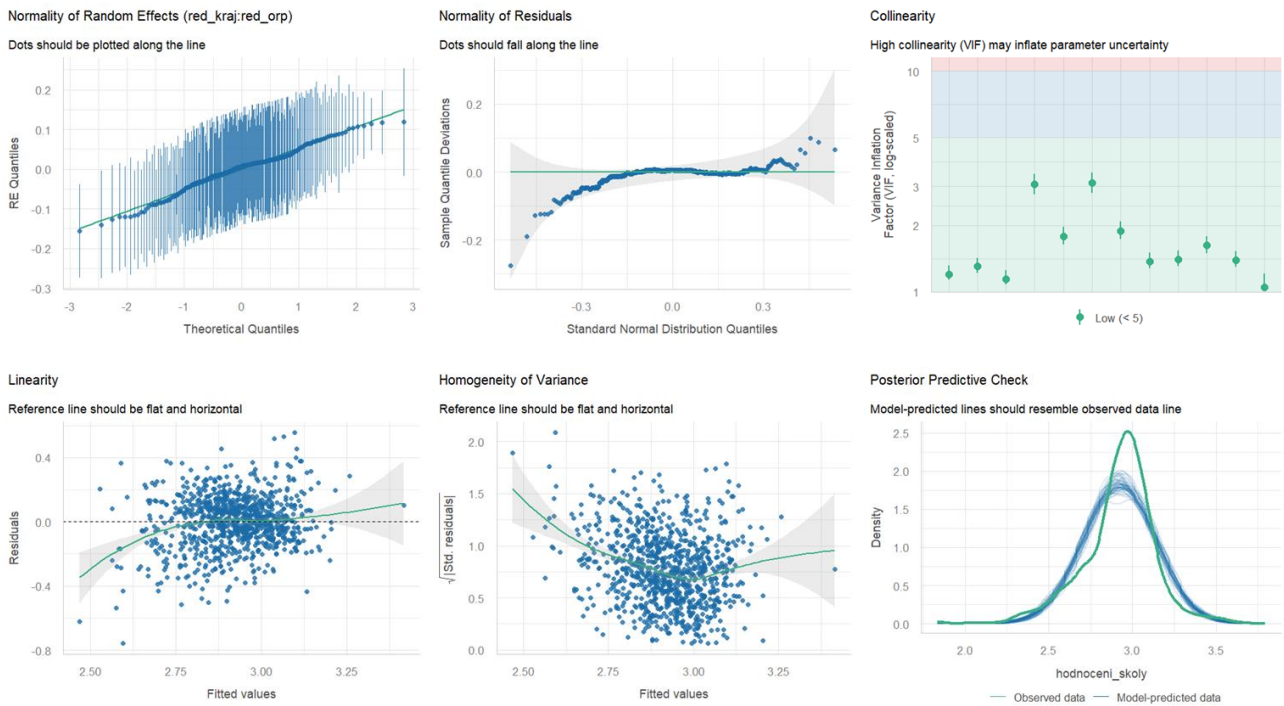 Normality of Random Effects (red_kraj:red_orp)
Dots should be plotted along the line
RE Quantiles
0.2
0.1
0.0
-0.1
-0.2
-0.3
-3
-2
-1
0
1
2
3
Theoretical Quantiles
Normality of Residuals
Dots should fall along the line
Sample Quantile Deviations
0.2
0.0
-0.2
-0.3
0.0
0.3
Standard Normal Distribution Quantiles
Collinearity
High collinearity (VIF) may inflate parameter uncertainty
Variance Inflation
Factor (VIF, log-scaled)
10
5
3
2
1
Low (< 5)
Linearity
Reference line should be flat and horizontal
Residuals
0.4
0.0
-0.4
-0.8
2.50
2.75
3.00
3.25
Fitted values
Homogeneity of Variance
Reference line should be flat and horizontal
√|Std. residuals|
2.0
1.5
1.0
0.5
0.0
2.50
2.75
3.00
3.25
Fitted values
Posterior Predictive Check
Model-predicted lines should resemble observed data line
Density
2.5
2.0
1.5
1.0
0.5
0.0
2.0
2.5
3.0
3.5
hodnoceni_skoly
Observed data
Model-predicted data